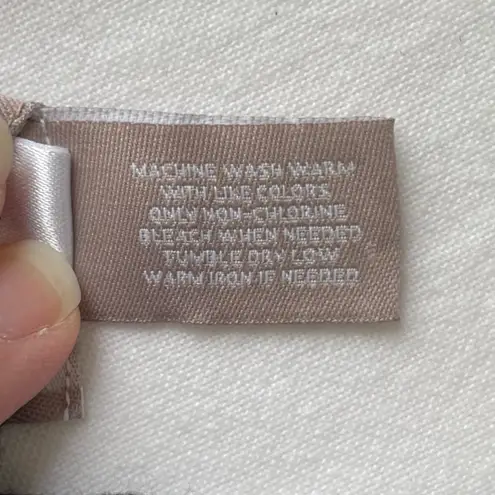 MACHINE WASH WARM
WITH LIKE COLORS
ONLY NON-CHLORINE
BLEACH WHEN NEEDED
TUMBLE DRY LOW
WARM IRON IF NEEDED